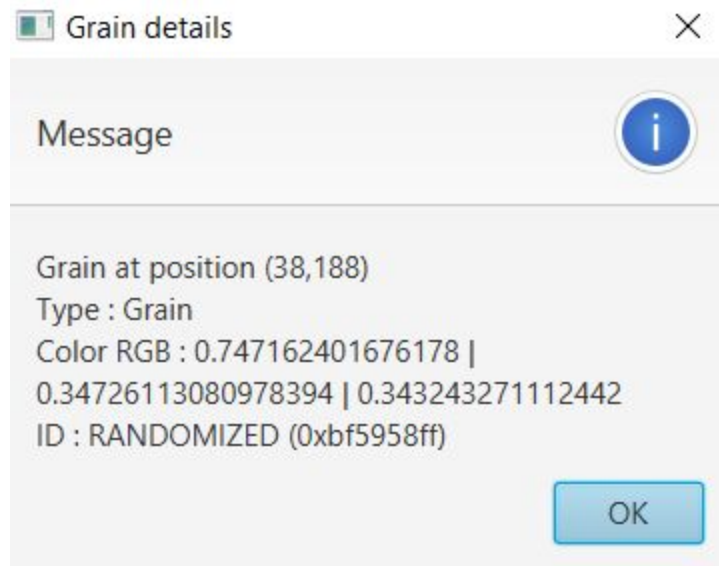 Grain details
Message
Grain at position (38,188)
Type : Grain
Color RGB : 0.747162401676178 |
0.34726113080978394 | 0.343243271112442
ID : RANDOMIZED (0xbf5958ff)
OK